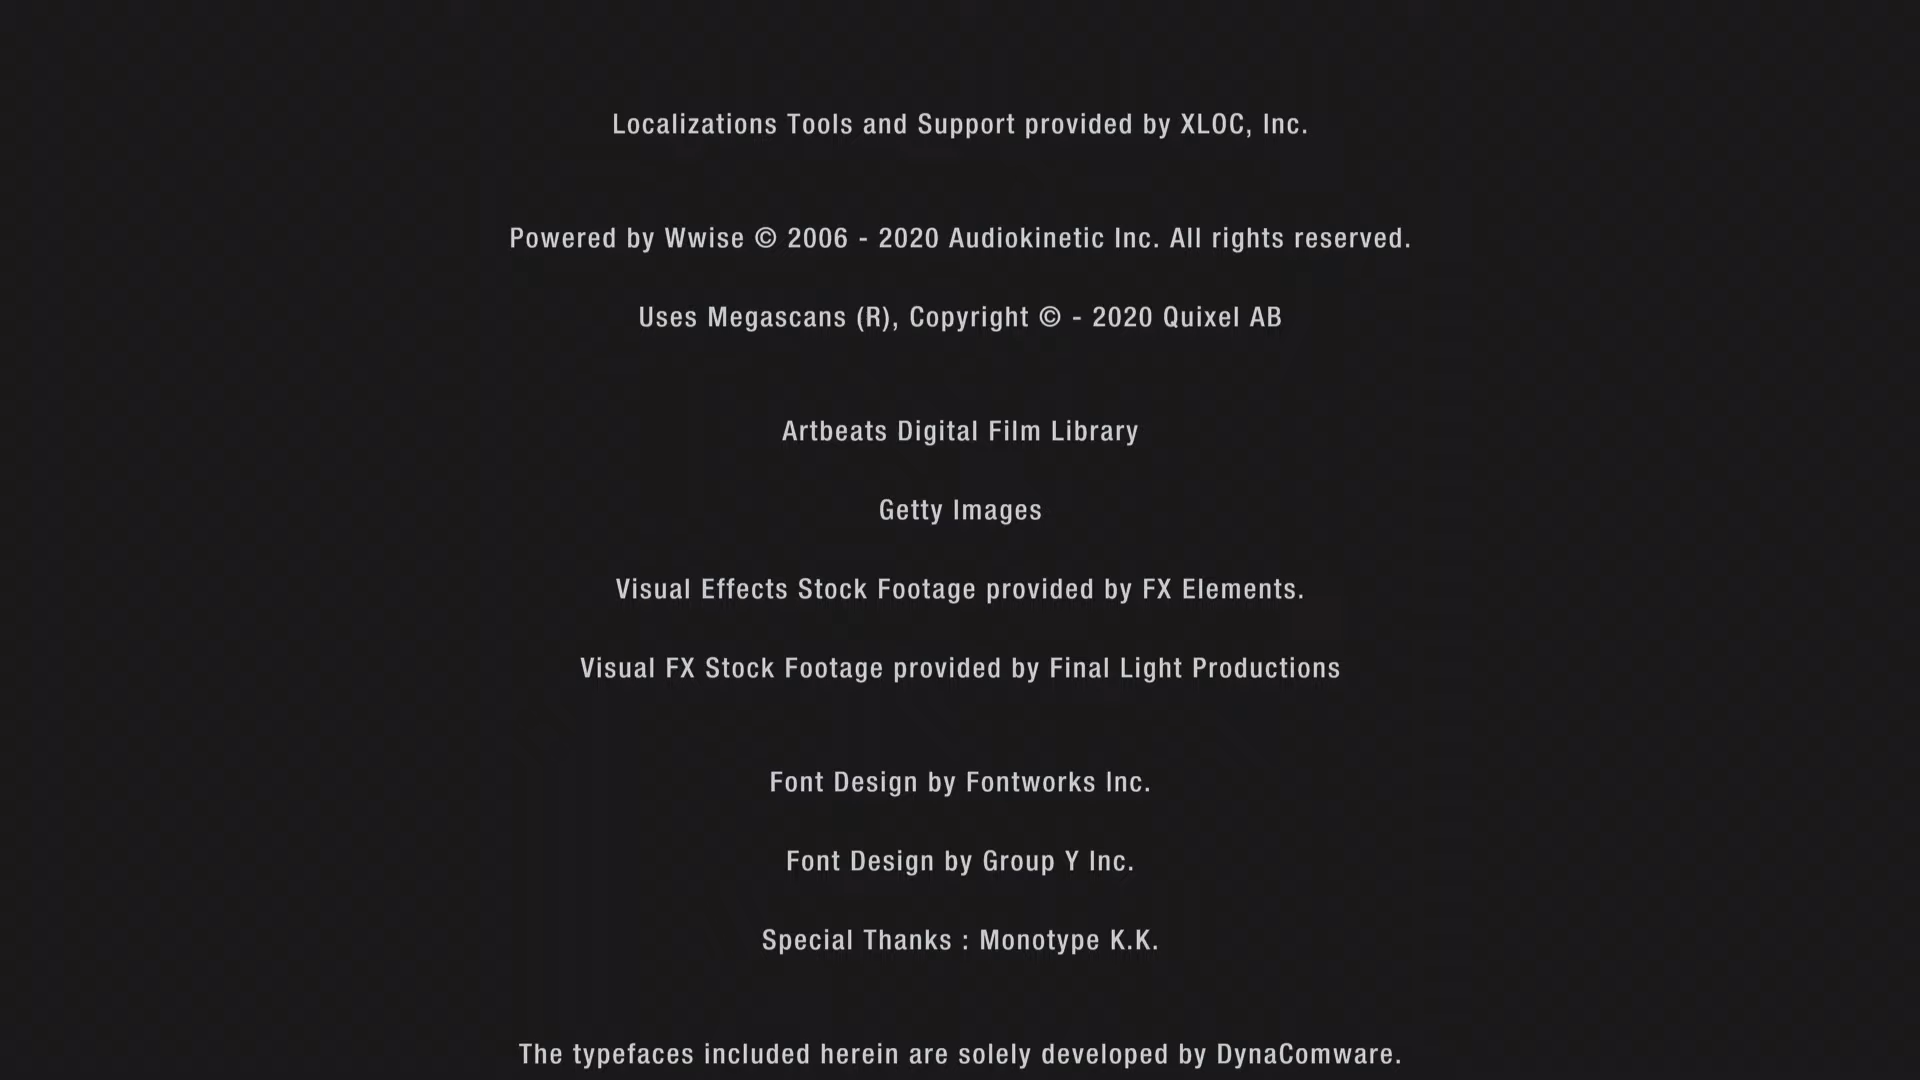 Localizations Tools and Support provided by XLOC, Inc.
Powered by Wwise © 2006 - 2020 Audiokinetic Inc. All rights reserved.
Uses Megascans (R), Copyright © - 2020 Quixel AB
Artbeats Digital Film Library
Getty Images
Visual Effects Stock Footage provided by FX Elements.
Visual FX Stock Footage provided by Final Light Productions
Font Design by Fontworks Inc.
Font Design by Group Y Inc.
Special Thanks : Monotype K.K.
The typefaces included herein are solely developed by DynaComware.